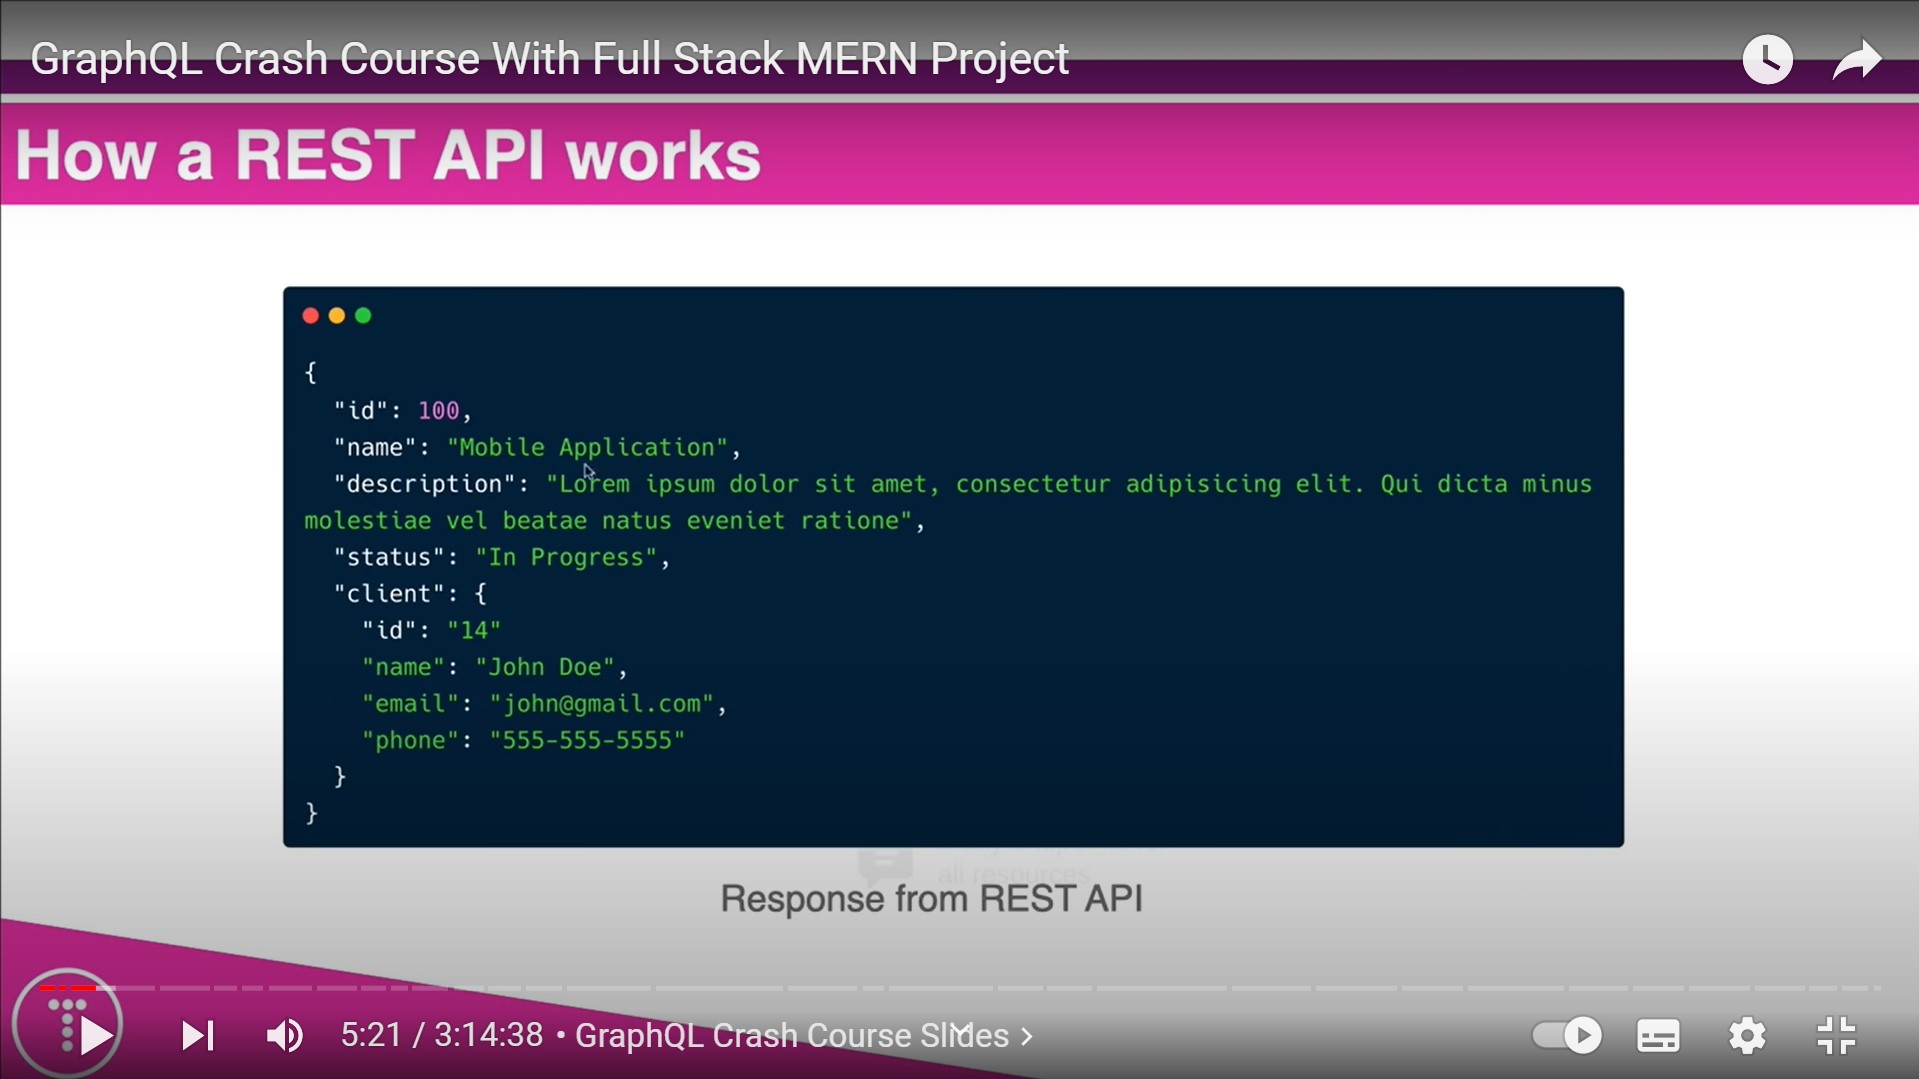 GraphQL Crash Course With Full Stack MERN Project
How a REST API works
{
"id": 100,
"name": "Mobile Application",
"description": "Lorem ipsum dolor sit amet, consectetur adipisicing elit. Qui dicta minus
molestiae vel beatae natus eveniet ratione",
"status": "In Progress",
"client": {
"id": "14"
"name": "John Doe",
"email": "john@gmail.com",
"phone": "555-555-5555"
}
}
all resources
Response from REST API
5:21 / 3:14:38 • GraphQL Crash Course Slides >